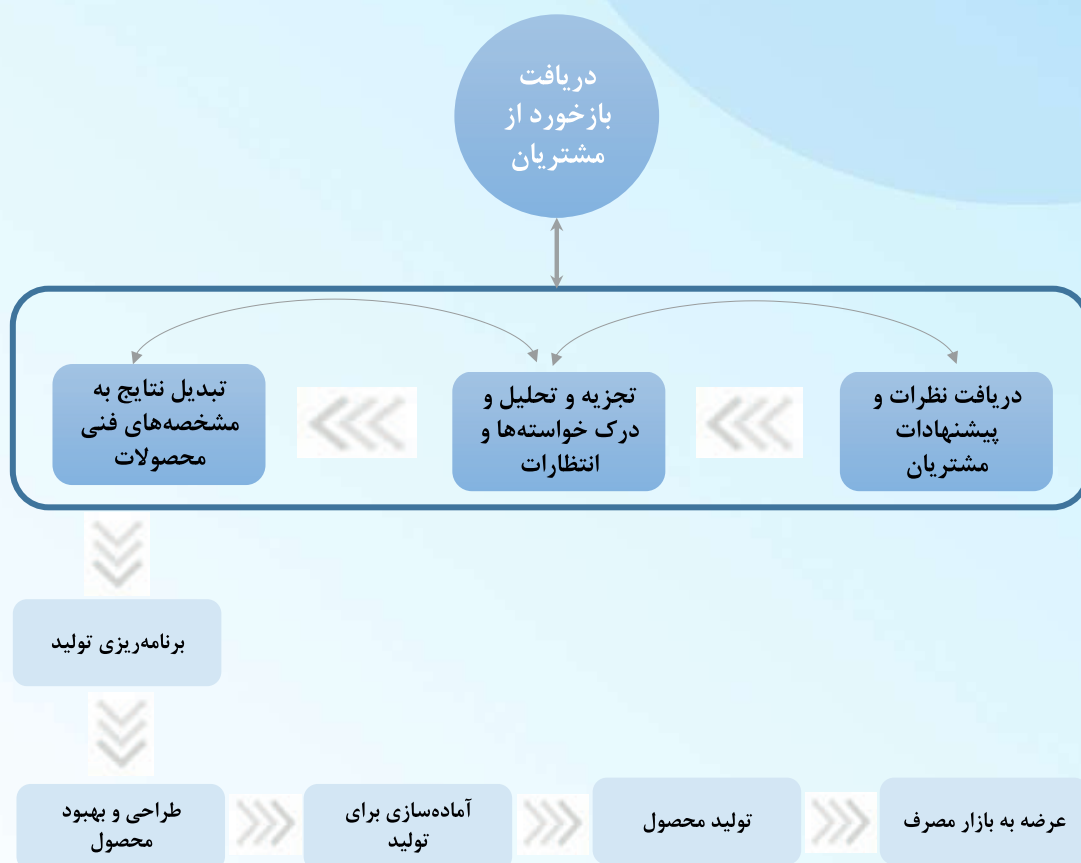 دریافت
بازخورد از
مشتریان
دریافت نظرات و
پیشنهادات
مشتریان
تجزیه و تحلیل و
درک خواسته‌ها و
انتظارات
تبدیل نتایج به
مشخصه‌های فنی
محصولات
برنامه‌ریزی تولید
طراحی و بهبود
محصول
آماده‌سازی برای
تولید
تولید محصول
عرضه به بازار مصرف